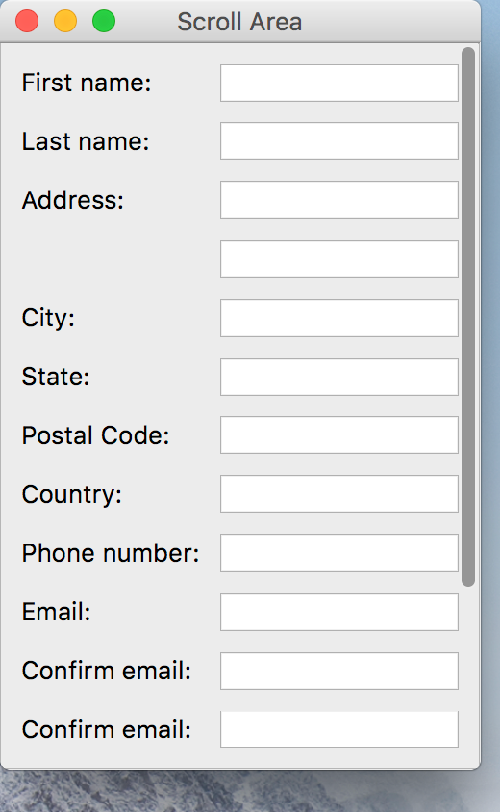 Scroll Area
First name:
Last name:
Address:
City:
State:
Postal Code:
Country:
Phone number:
Email:
Confirm email:
Confirm email: